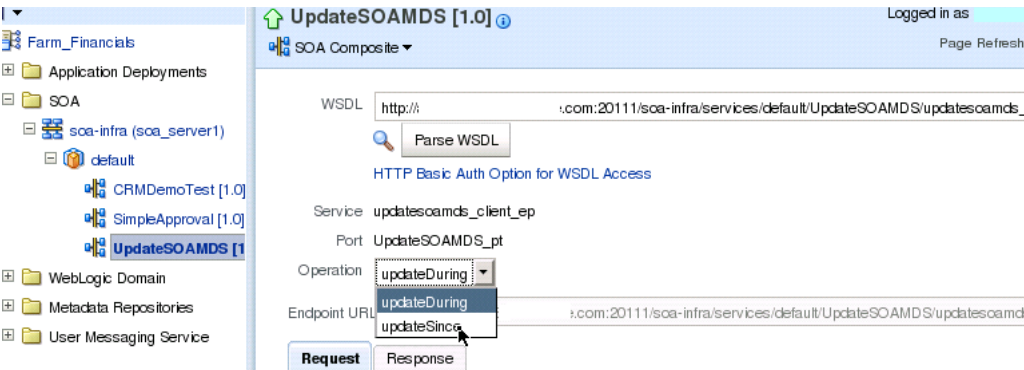 Farm_Financials
Application Deployments
SOA
soa-infra (soa_server1)
default
CRMDemoTest [1.0]
SimpleApproval [1.0]
UpdateSOAMDS [1
WebLogic Domain
Metadata Repositories
User Messaging Service
UpdateSOAMDS [1.0]
Logged in as
SOA Composite
Page Refresh
WSDL http:// .com:20111/soa-infra/services/default/UpdateSOAMDS/updatesoamds_
Parse WSDL
HTTP Basic Auth Option for WSDL Access
Service updatesoamds_client_ep
Port UpdateSOAMDS_pt
Operation updateDuring
updateDuring
updateSince
Endpoint URL .com:20111/soa-infra/services/default/UpdateSOAMDS/updatesoamd
Request Response